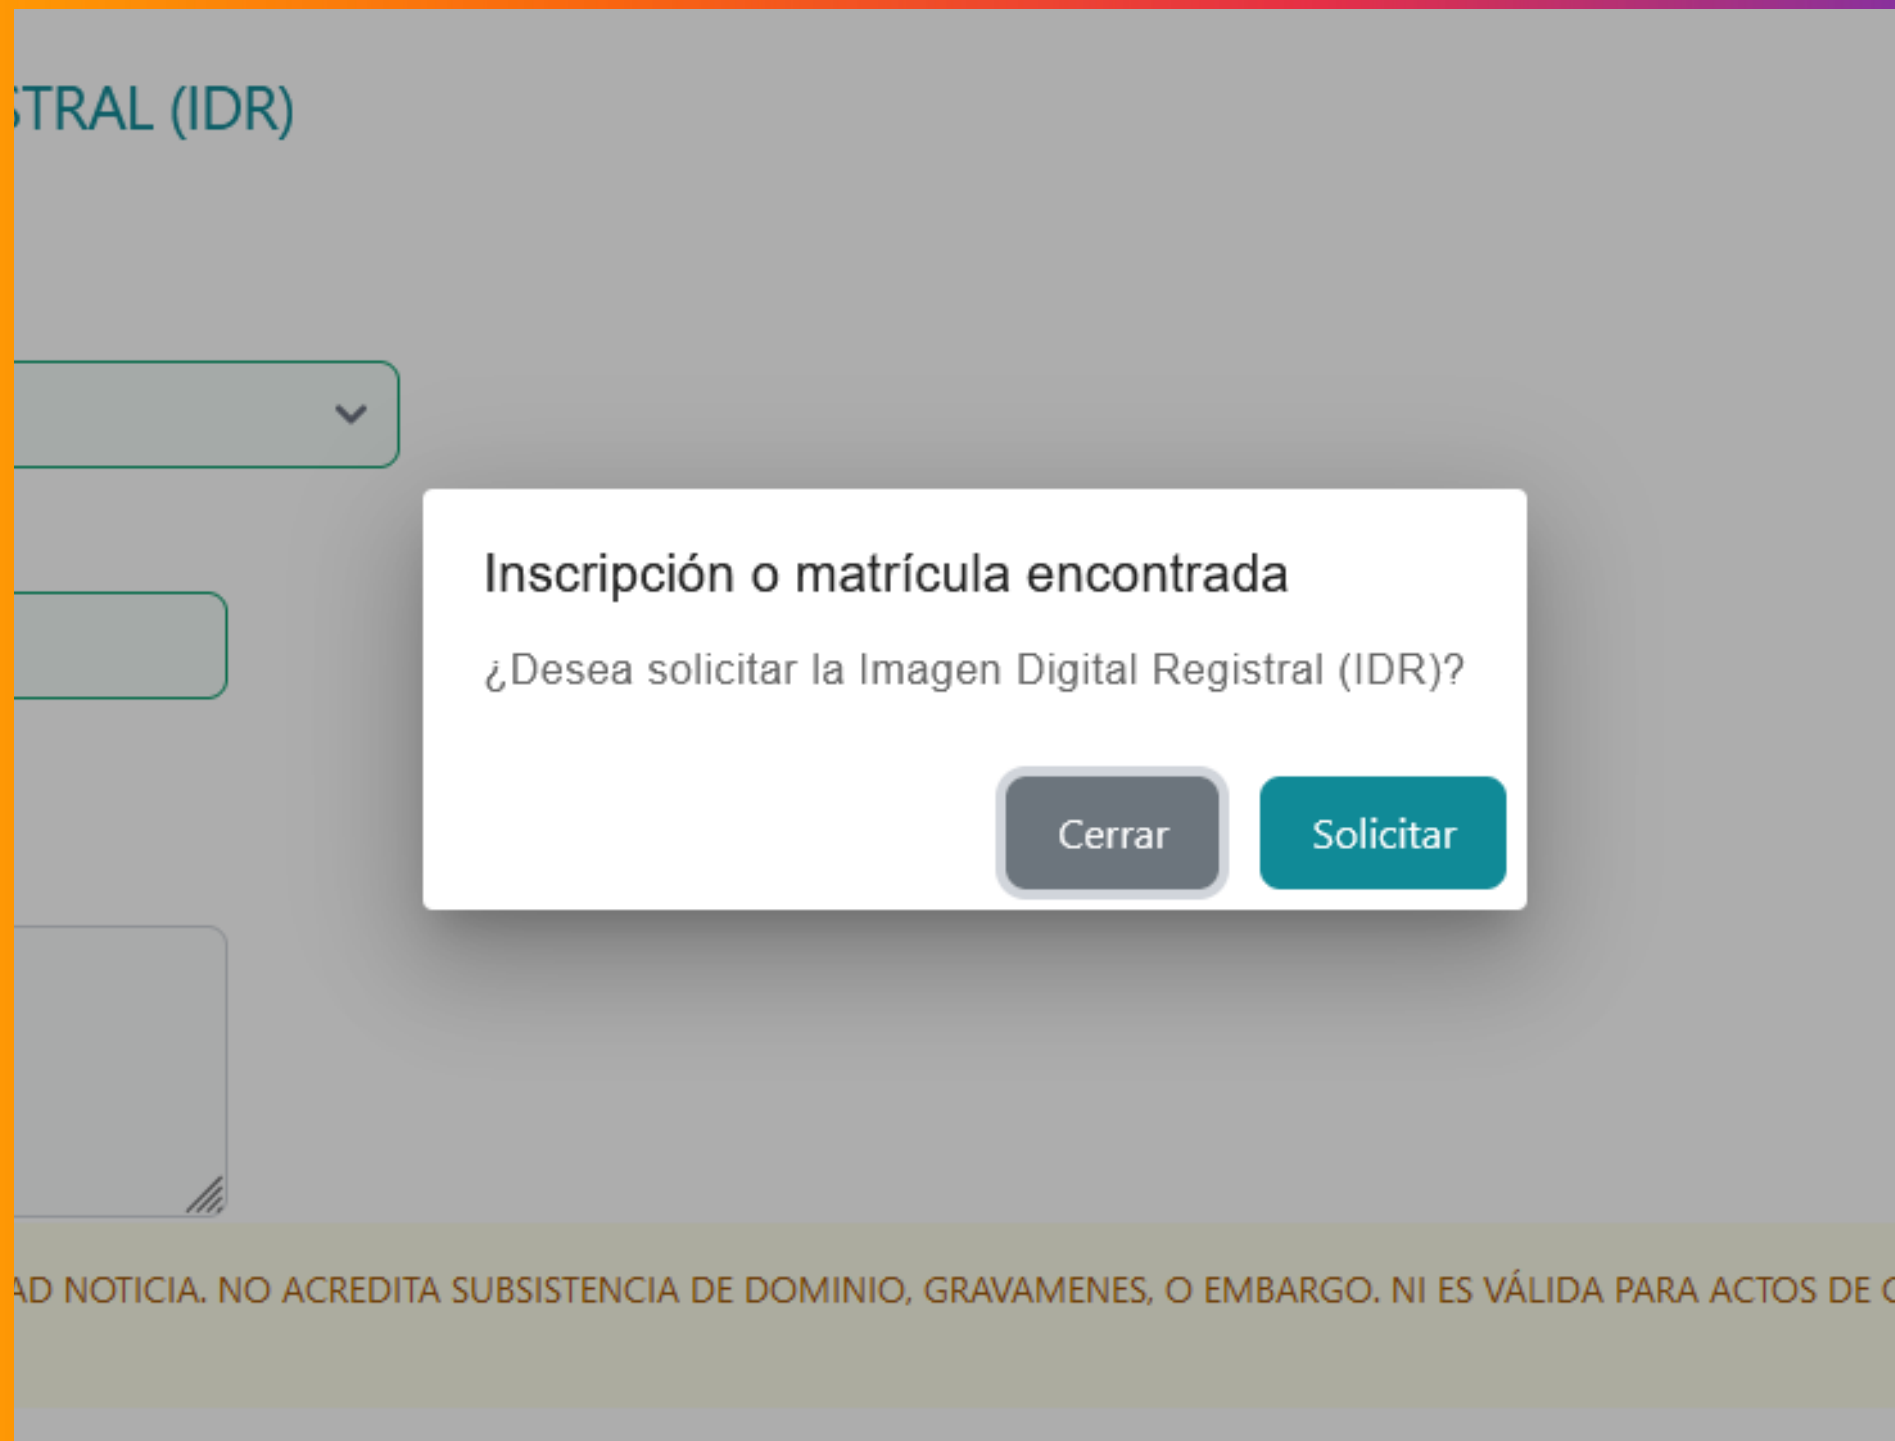 STRAL (IDR)
Inscripción o matrícula encontrada
¿Desea solicitar la Imagen Digital Registral (IDR)?
Cerrar
Solicitar
AD NOTICIA. NO ACREDITA SUBSISTENCIA DE DOMINIO, GRAVAMENES, O EMBARGO. NI ES VÁLIDA PARA ACTOS DE